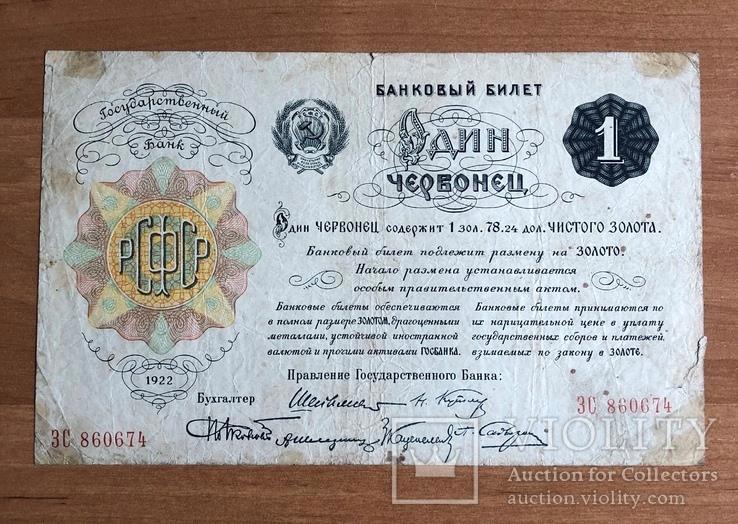 Государственный
Банк
БАНКОВЫЙ БИЛЕТ
Один
ЧЕРВОНЕЦ
1
Один ЧЕРВОНЕЦ содержит 1 зол. 78.24 дол. ЧИСТОГО ЗОЛОТА.
Банковый билет подлежит размену на ЗОЛОТО.
Начало размена устанавливается
особым правительственным актом.
РСФСР
Банковые билеты обеспечиваются
в полном размере ЗОЛОТОМ, драгоценными
металлами, устойчивой иностранной
валютой и прочими активами ГОСБАНКА.
Банковые билеты принимаются по
их нарицательной цене в уплату
государственных сборов и платежей,
взимаемых по закону в ЗОЛОТЕ.
1922
Правление Государственного Банка:
Бухгалтер
ЗС 860674
ЗС 860674
VIOLITY
Auction for Collectors
auction.violity.com